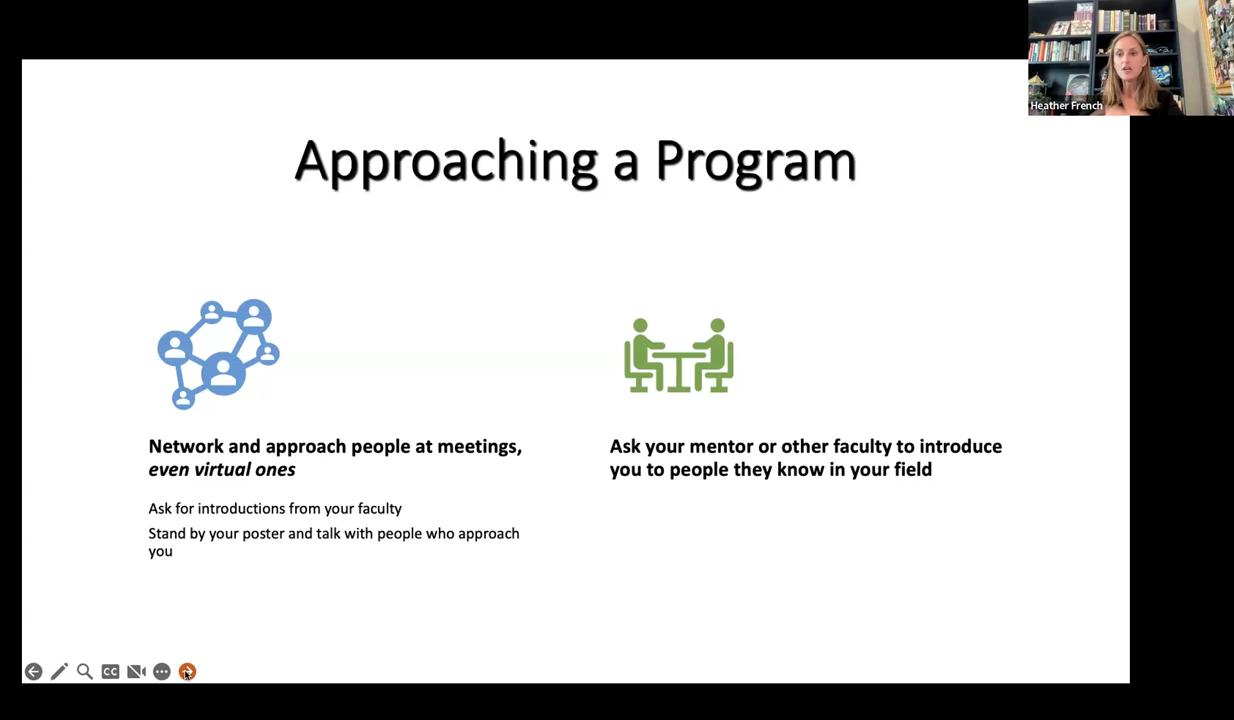 Heather French
Approaching a Program
Network and approach people at meetings,
even virtual ones
Ask for introductions from your faculty
Stand by your poster and talk with people who approach
you
Ask your mentor or other faculty to introduce
you to people they know in your field
CC